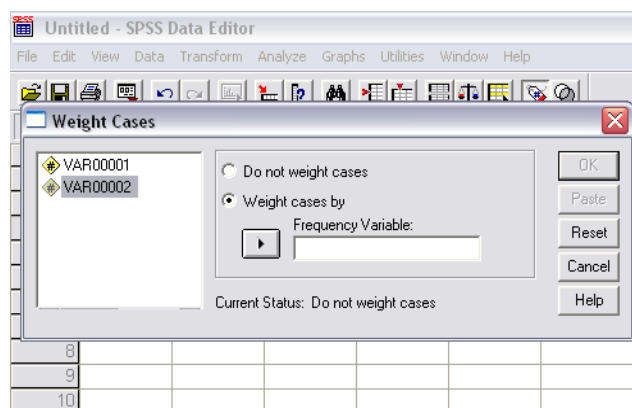 SPSS
Untitled - SPSS Data Editor
File Edit View Data Transform Analyze Graphs Utilities Window Help
Weight Cases
VAR00001
VAR00002
Do not weight cases
Weight cases by
Frequency Variable:
Current Status: Do not weight cases
OK
Paste
Reset
Cancel
Help
8
9
10